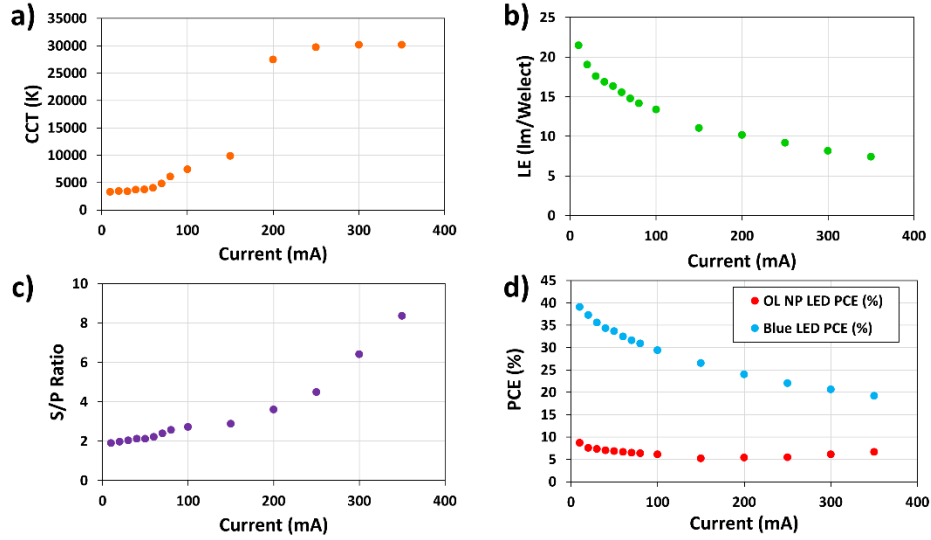 a)
35000
30000
25000
20000
15000
10000
5000
0
CCT (K)
0 100 200 300 400
Current (mA)
b)
25
20
15
10
5
0
LE (lm/Welect)
0 100 200 300 400
Current (mA)
c)
10
8
6
4
2
0
S/P Ratio
0 100 200 300 400
Current (mA)
d)
45
40
35
30
25
20
15
10
5
0
PCE (%)
OL NP LED PCE (%)
Blue LED PCE (%)
0 100 200 300 400
Current (mA)